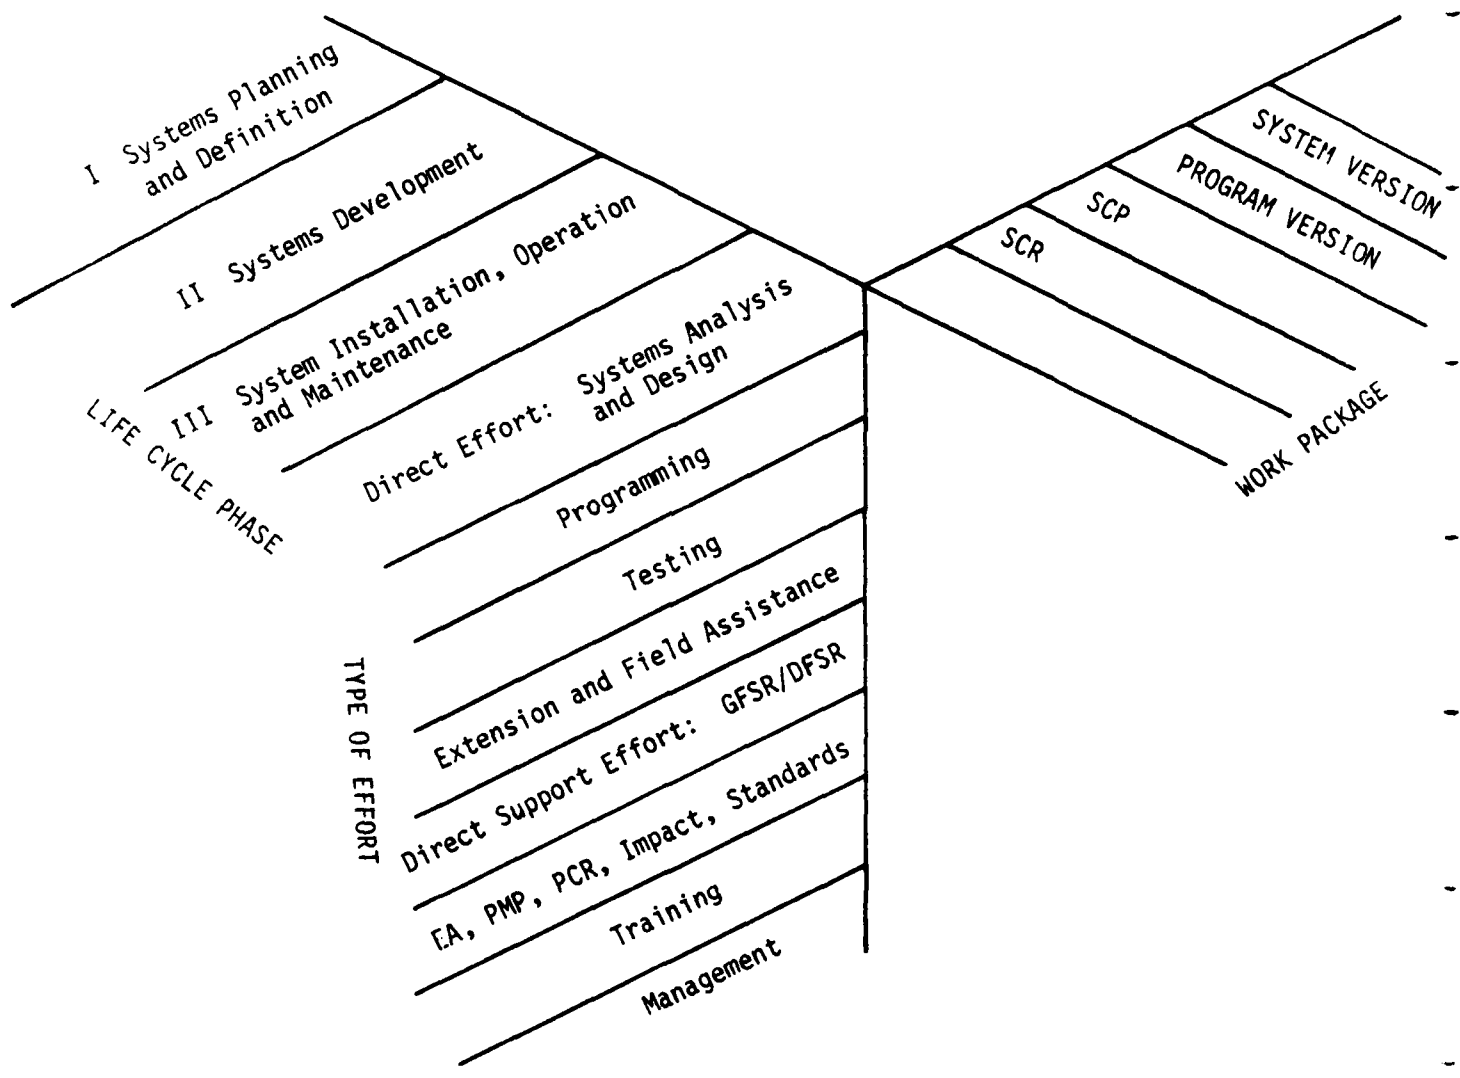 I Systems Planning
and Definition
II Systems Development
III System Installation, Operation
and Maintenance
LIFE CYCLE PHASE
Direct Effort: Systems Analysis
and Design
Programming
Testing
Extension and Field Assistance
Direct Support Effort: GFSR/DFSR
EA, PMP, PCR, Impact, Standards
Training
Management
TYPE OF EFFORT
SYSTEM VERSION
PROGRAM VERSION
SCP
SCR
WORK PACKAGE